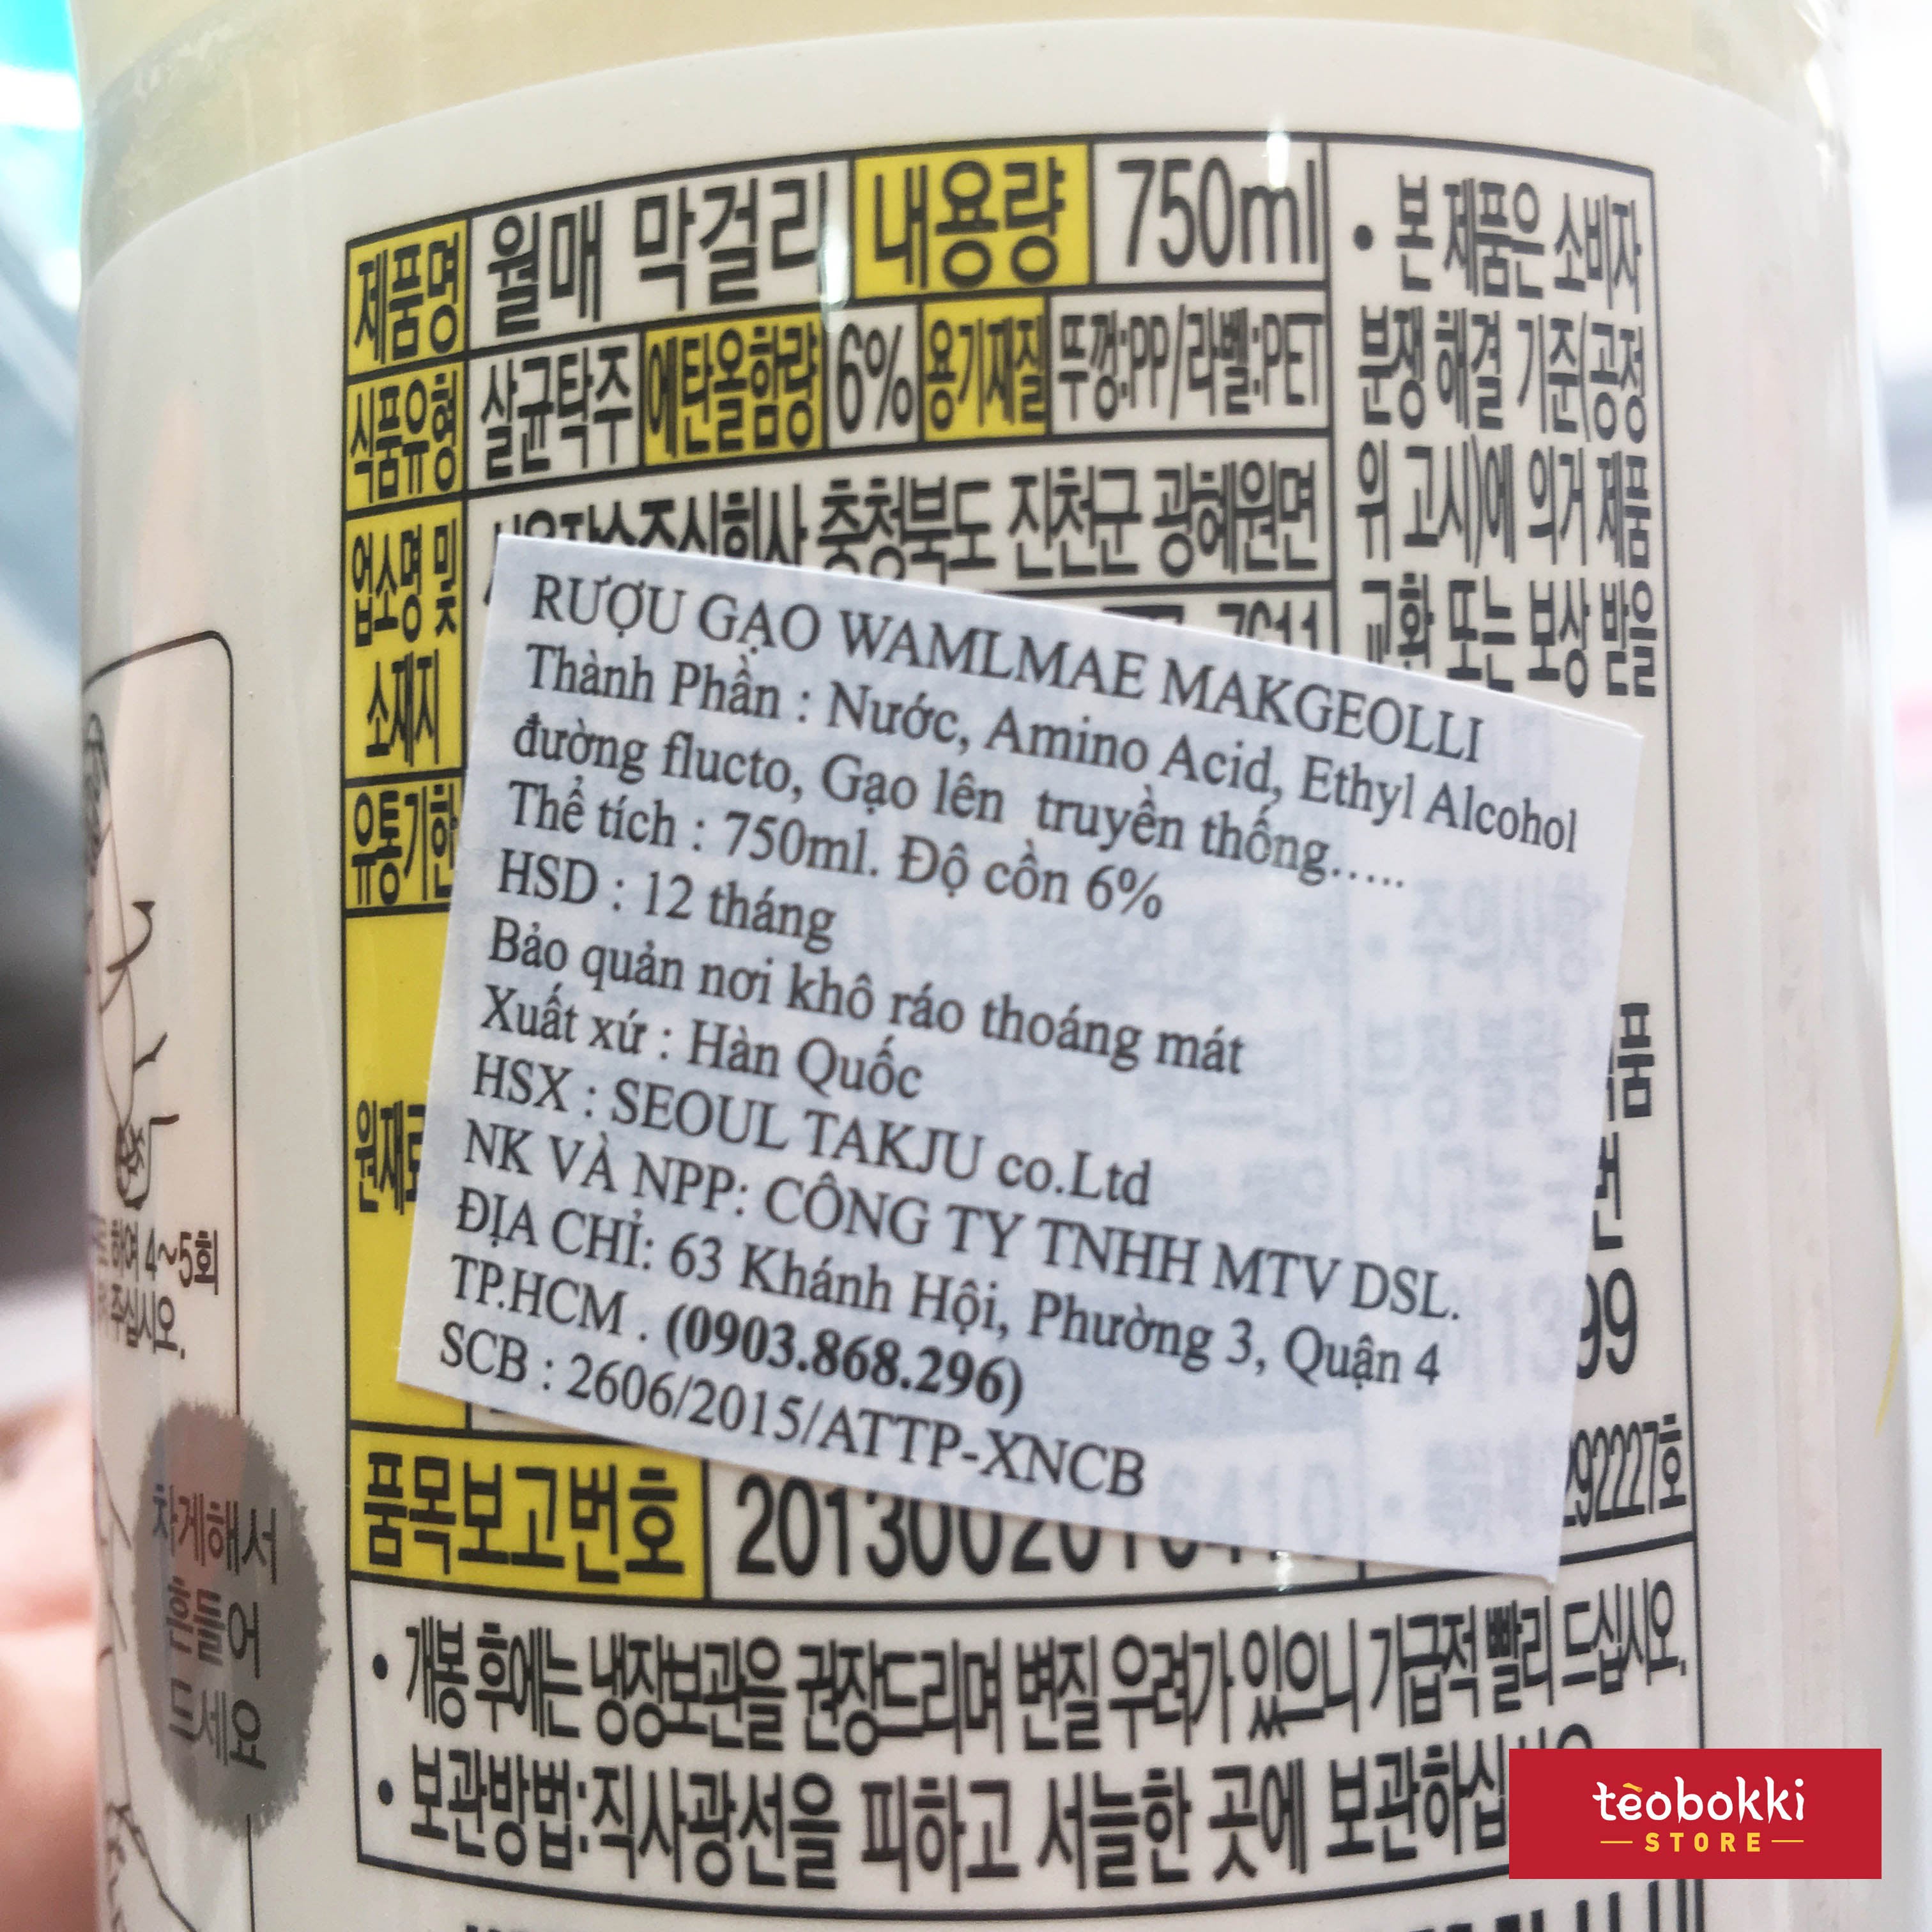 제품명 월매 막걸리 내용량 750ml
식품유형 살균탁주 에탄올함량 6% 용기재질 뚜껑:PP/라벨:PET
업소명 및
소재지
충청북도 진천군 광혜원면
유통기한
• 본 제품은 소비자
분쟁 해결 기준(공정
위 고시)에 의거 제품
교환 또는 보상 받을
RƯỢU GẠO WAMLMAE MAKGEOLLI
Thành Phần : Nước, Amino Acid, Ethyl Alcohol
đường flucto, Gạo lên truyền thống.....
Thể tích : 750ml. Độ cồn 6%
HSD : 12 tháng
Bảo quản nơi khô ráo thoáng mát
Xuất xứ : Hàn Quốc
HSX : SEOUL TAKJU co.Ltd
NK VÀ NPP: CÔNG TY TNHH MTV DSL.
ĐỊA CHỈ: 63 Khánh Hội, Phường 3, Quận 4
TP.HCM . (0903.868.296)
SCB : 2606/2015/ATTP-XNCB
99
292227호
품목보고번호
• 개봉 후에는 냉장보관을 권장드리며 변질 우려가 있으니 가급적 빨리 드십시오.
• 보관방법:직사광선을 피하고 서늘한 곳에
하여 4~5회
주십시오.
차게해서
흔들어
드세요
tèobokki
STORE